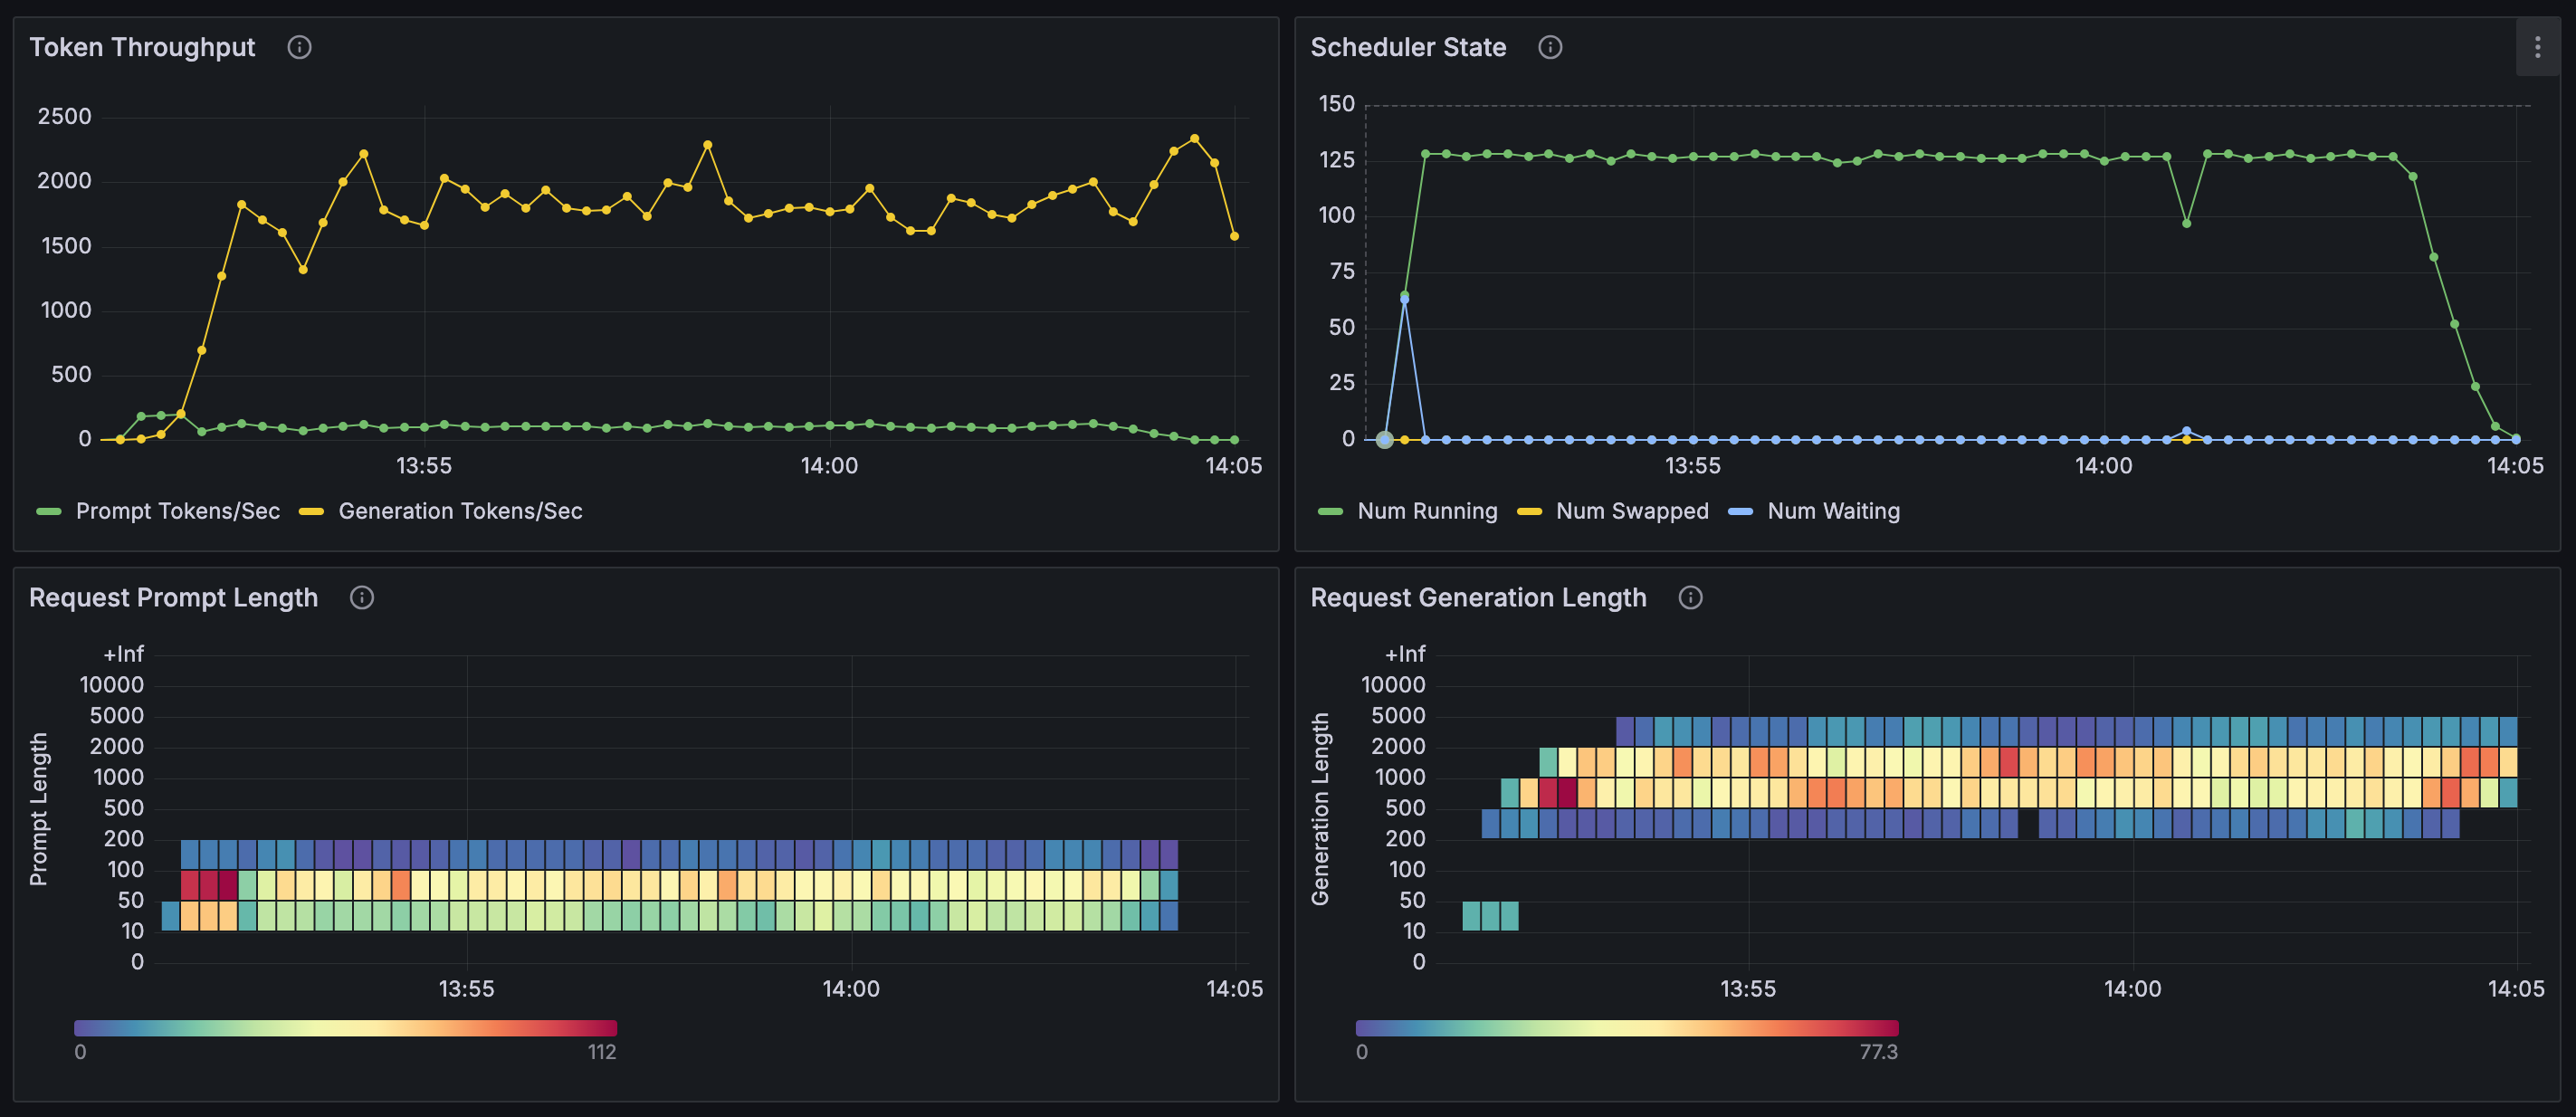 Token Throughput
2500
2000
1500
1000
500
0
13:55 14:00 14:05
Prompt Tokens/Sec Generation Tokens/Sec
Scheduler State
150
125
100
75
50
25
0
13:55 14:00 14:05
Num Running Num Swapped Num Waiting
Request Prompt Length
Prompt Length
+Inf
10000
5000
2000
1000
500
200
100
50
10
0
13:55 14:00 14:05
0 112
Request Generation Length
Generation Length
+Inf
10000
5000
2000
1000
500
200
100
50
10
0
13:55 14:00 14:05
0 77.3